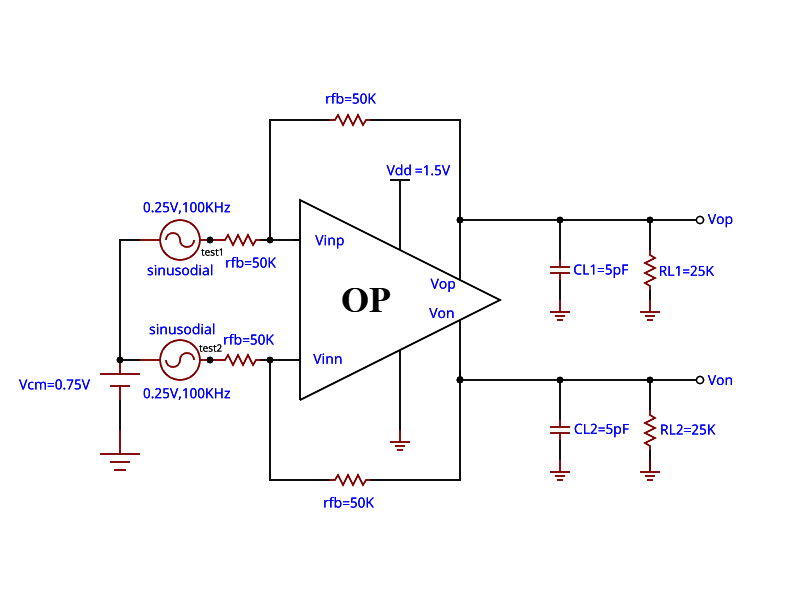 rfb=50K
Vdd =1.5V
0.25V,100KHz
test1
sinusodial
rfb=50K
Vinp
Vop
OP
Von
Vop
CL1=5pF
RL1=25K
sinusodial
rfb=50K
test2
Vinn
Vcm=0.75V
0.25V,100KHz
Von
CL2=5pF
RL2=25K
rfb=50K